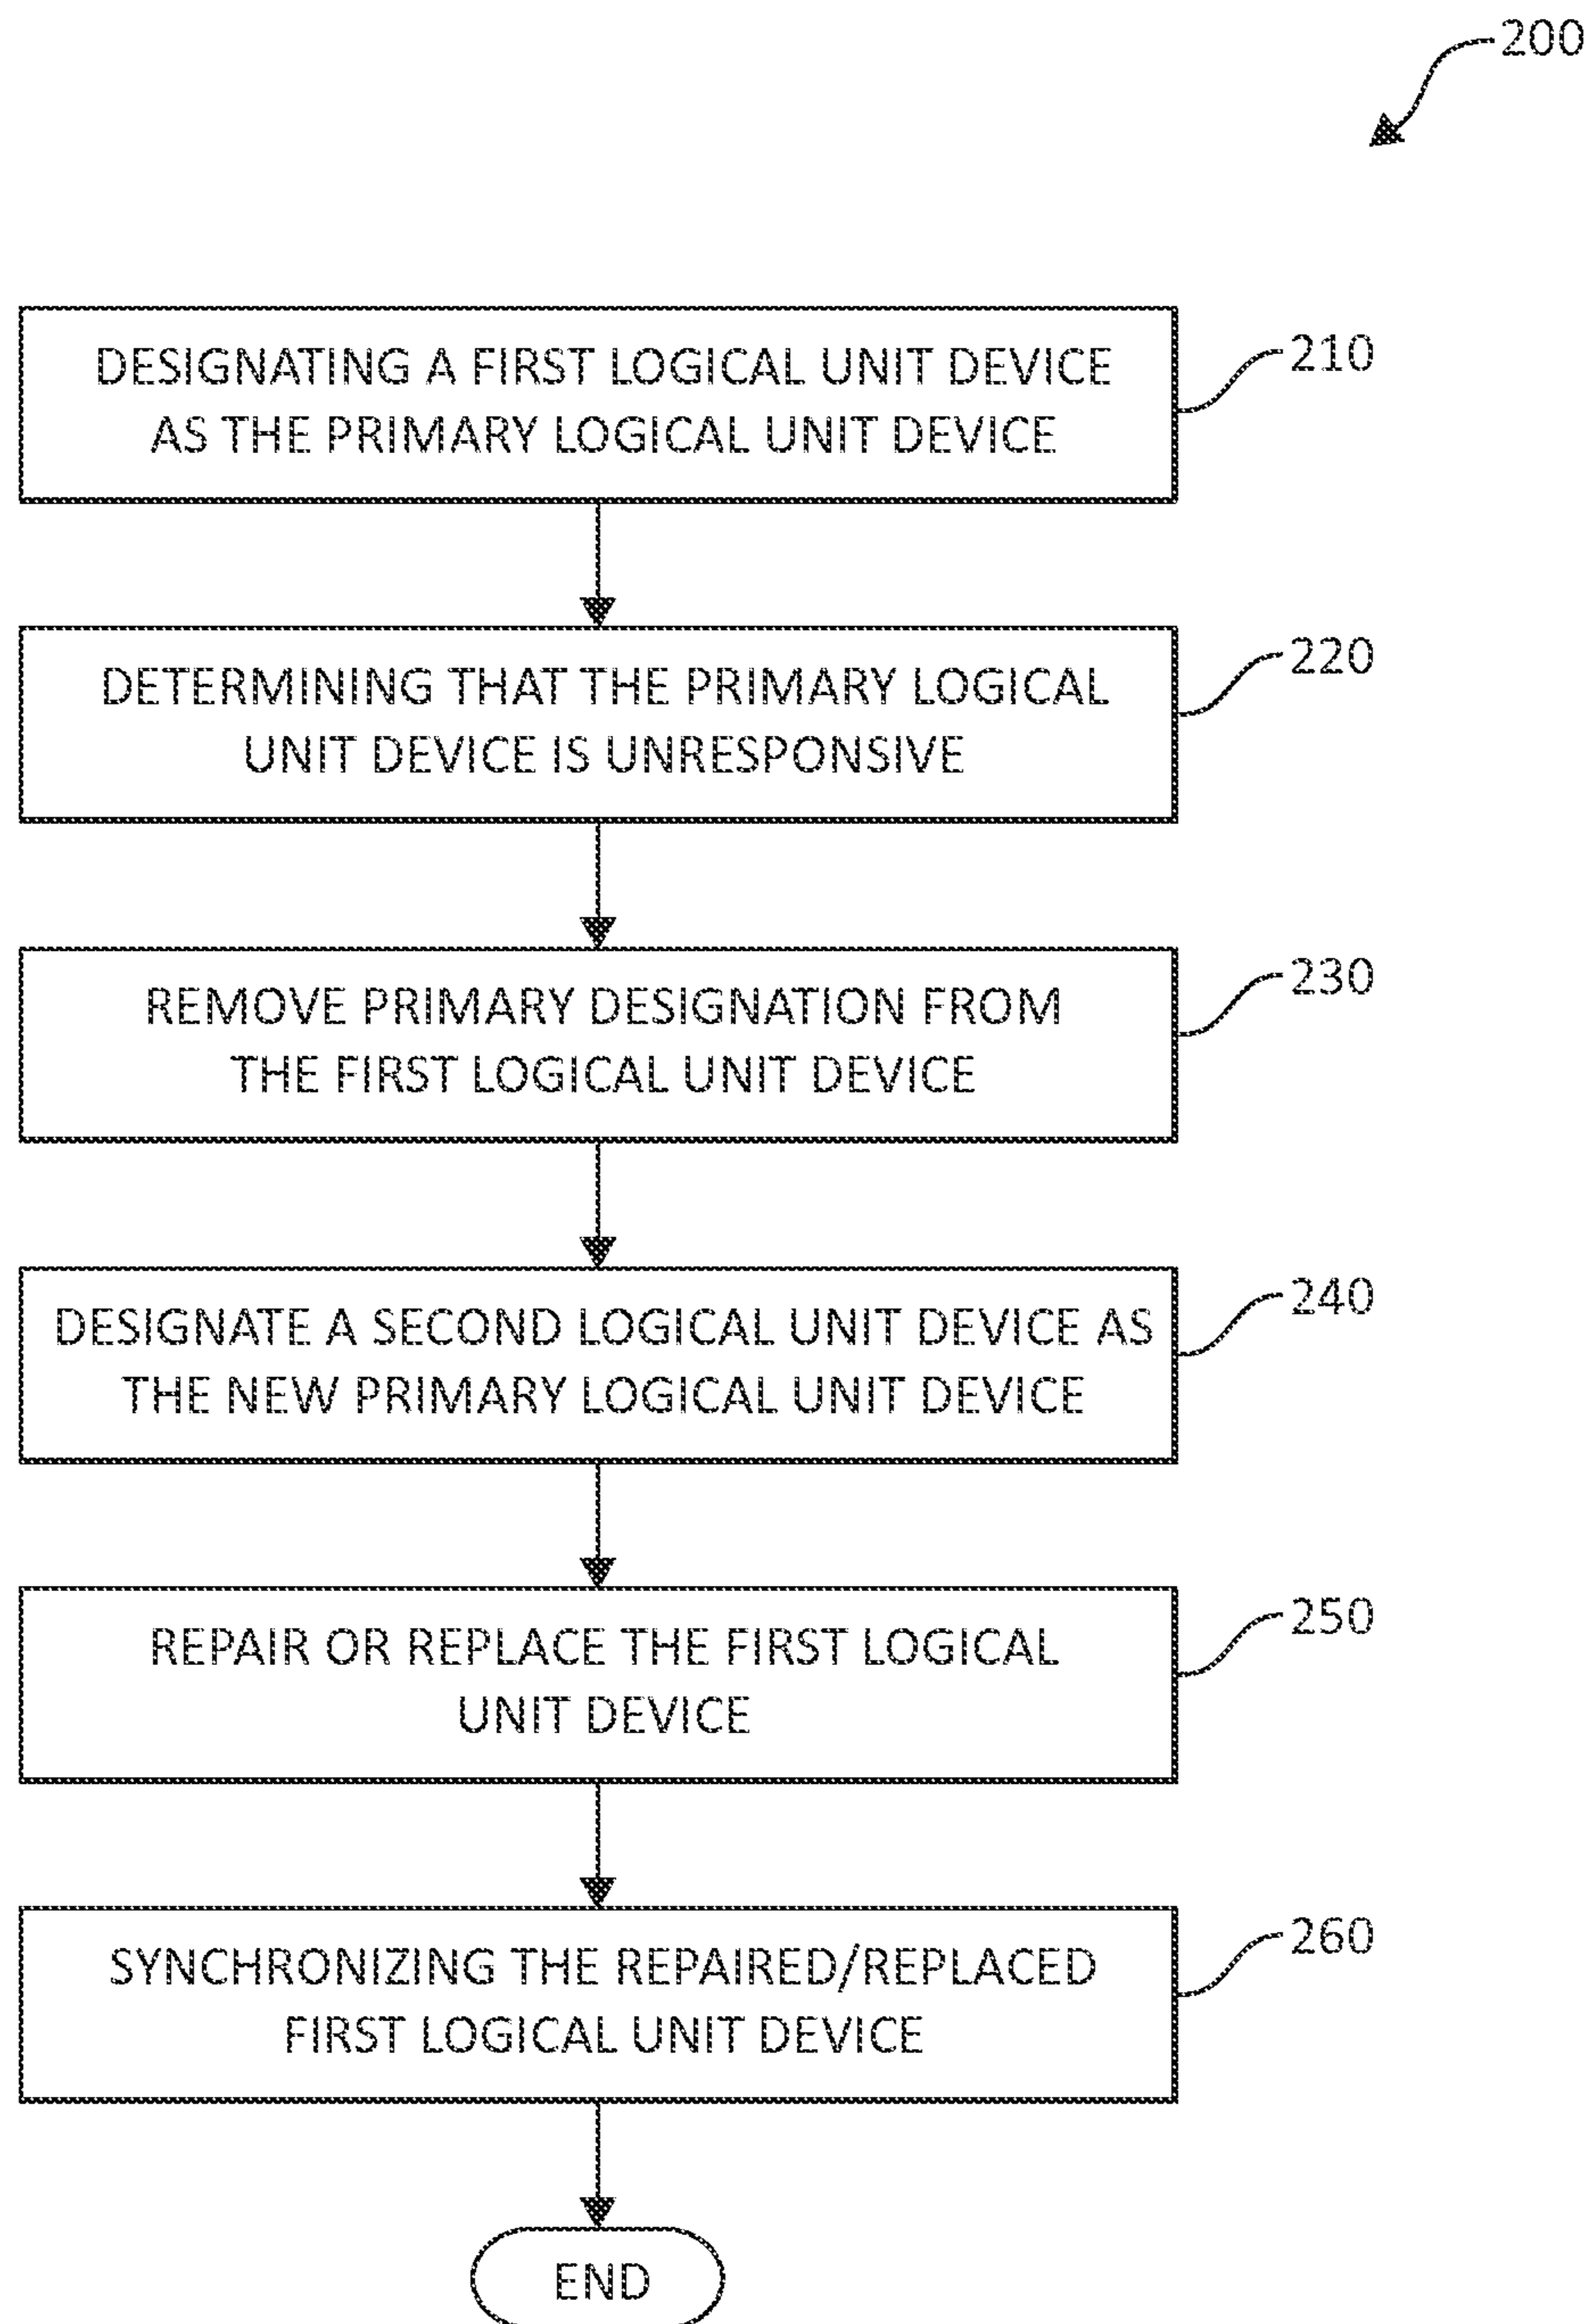 200
DESIGNATING A FIRST LOGICAL UNIT DEVICE
AS THE PRIMARY LOGICAL UNIT DEVICE
210
DETERMINING THAT THE PRIMARY LOGICAL
UNIT DEVICE IS UNRESPONSIVE
220
REMOVE PRIMARY DESIGNATION FROM
THE FIRST LOGICAL UNIT DEVICE
230
DESIGNATE A SECOND LOGICAL UNIT DEVICE AS
THE NEW PRIMARY LOGICAL UNIT DEVICE
240
REPAIR OR REPLACE THE FIRST LOGICAL
UNIT DEVICE
250
SYNCHRONIZING THE REPAIRED/REPLACED
FIRST LOGICAL UNIT DEVICE
260
END